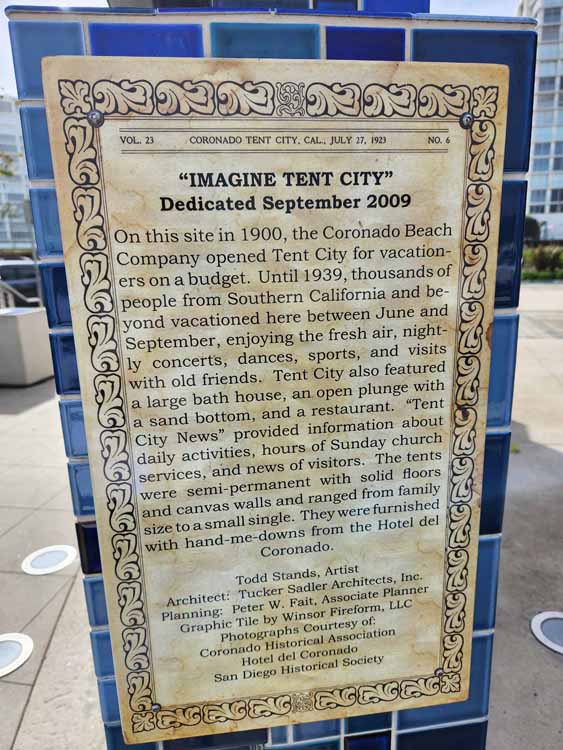 VOL. 23 CORONADO TENT CITY, CAL., JULY 27, 1923 NO. 6
"IMAGINE TENT CITY"
Dedicated September 2009
On this site in 1900, the Coronado Beach
Company opened Tent City for vacation-
ers on a budget. Until 1939, thousands of
people from Southern California and be-
yond vacationed here between June and
September, enjoying the fresh air, night-
ly concerts, dances, sports, and visits
with old friends. Tent City also featured
a large bath house, an open plunge with
a sand bottom, and a restaurant. "Tent
City News" provided information about
daily activities, hours of Sunday church
services, and news of visitors. The tents
were semi-permanent with solid floors
and canvas walls and ranged from family
size to a small single. They were furnished
with hand-me-downs from the Hotel del
Coronado.
Todd Stands, Artist
Architect: Tucker Sadler Architects, Inc.
Planning: Peter W. Fait, Associate Planner
Graphic Tile by Winsor Fireform, LLC
Photographs Courtesy of:
Coronado Historical Association
Hotel del Coronado
San Diego Historical Society